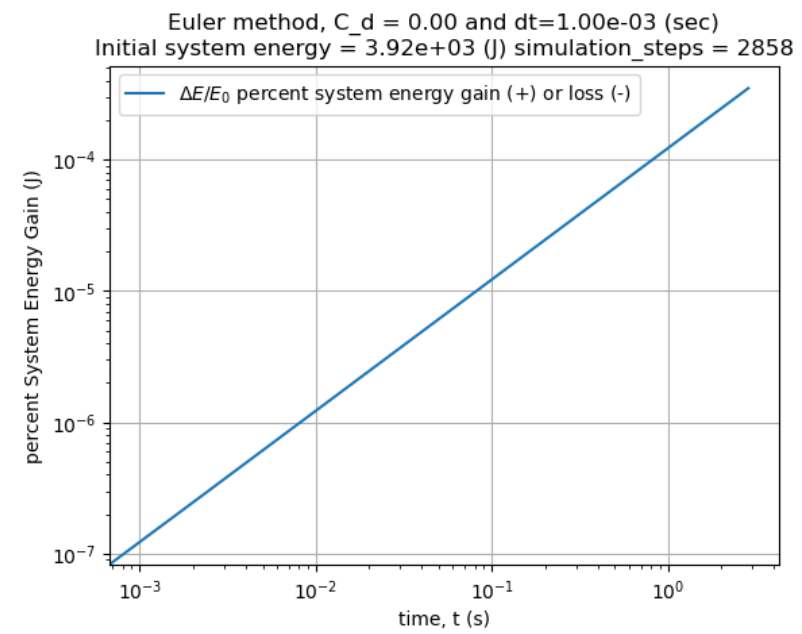 Euler method, C_d = 0.00 and dt=1.00e-03 (sec)
Initial system energy = 3.92e+03 (J) simulation_steps = 2858
ΔE/E₀ percent system energy gain (+) or loss (-)
percent System Energy Gain (J)
10⁻⁴
10⁻⁵
10⁻⁶
10⁻⁷
10⁻³
10⁻²
10⁻¹
10⁰
time, t (s)